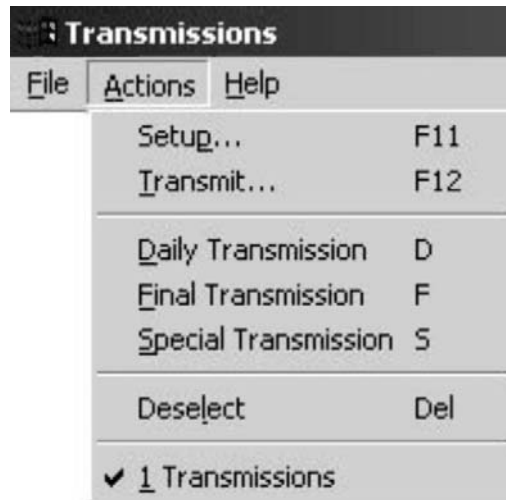 Transmissions
File Actions Help
Setup... F11
Transmit... F12
Daily Transmission D
Final Transmission F
Special Transmission S
Deselect Del
✔ 1 Transmissions